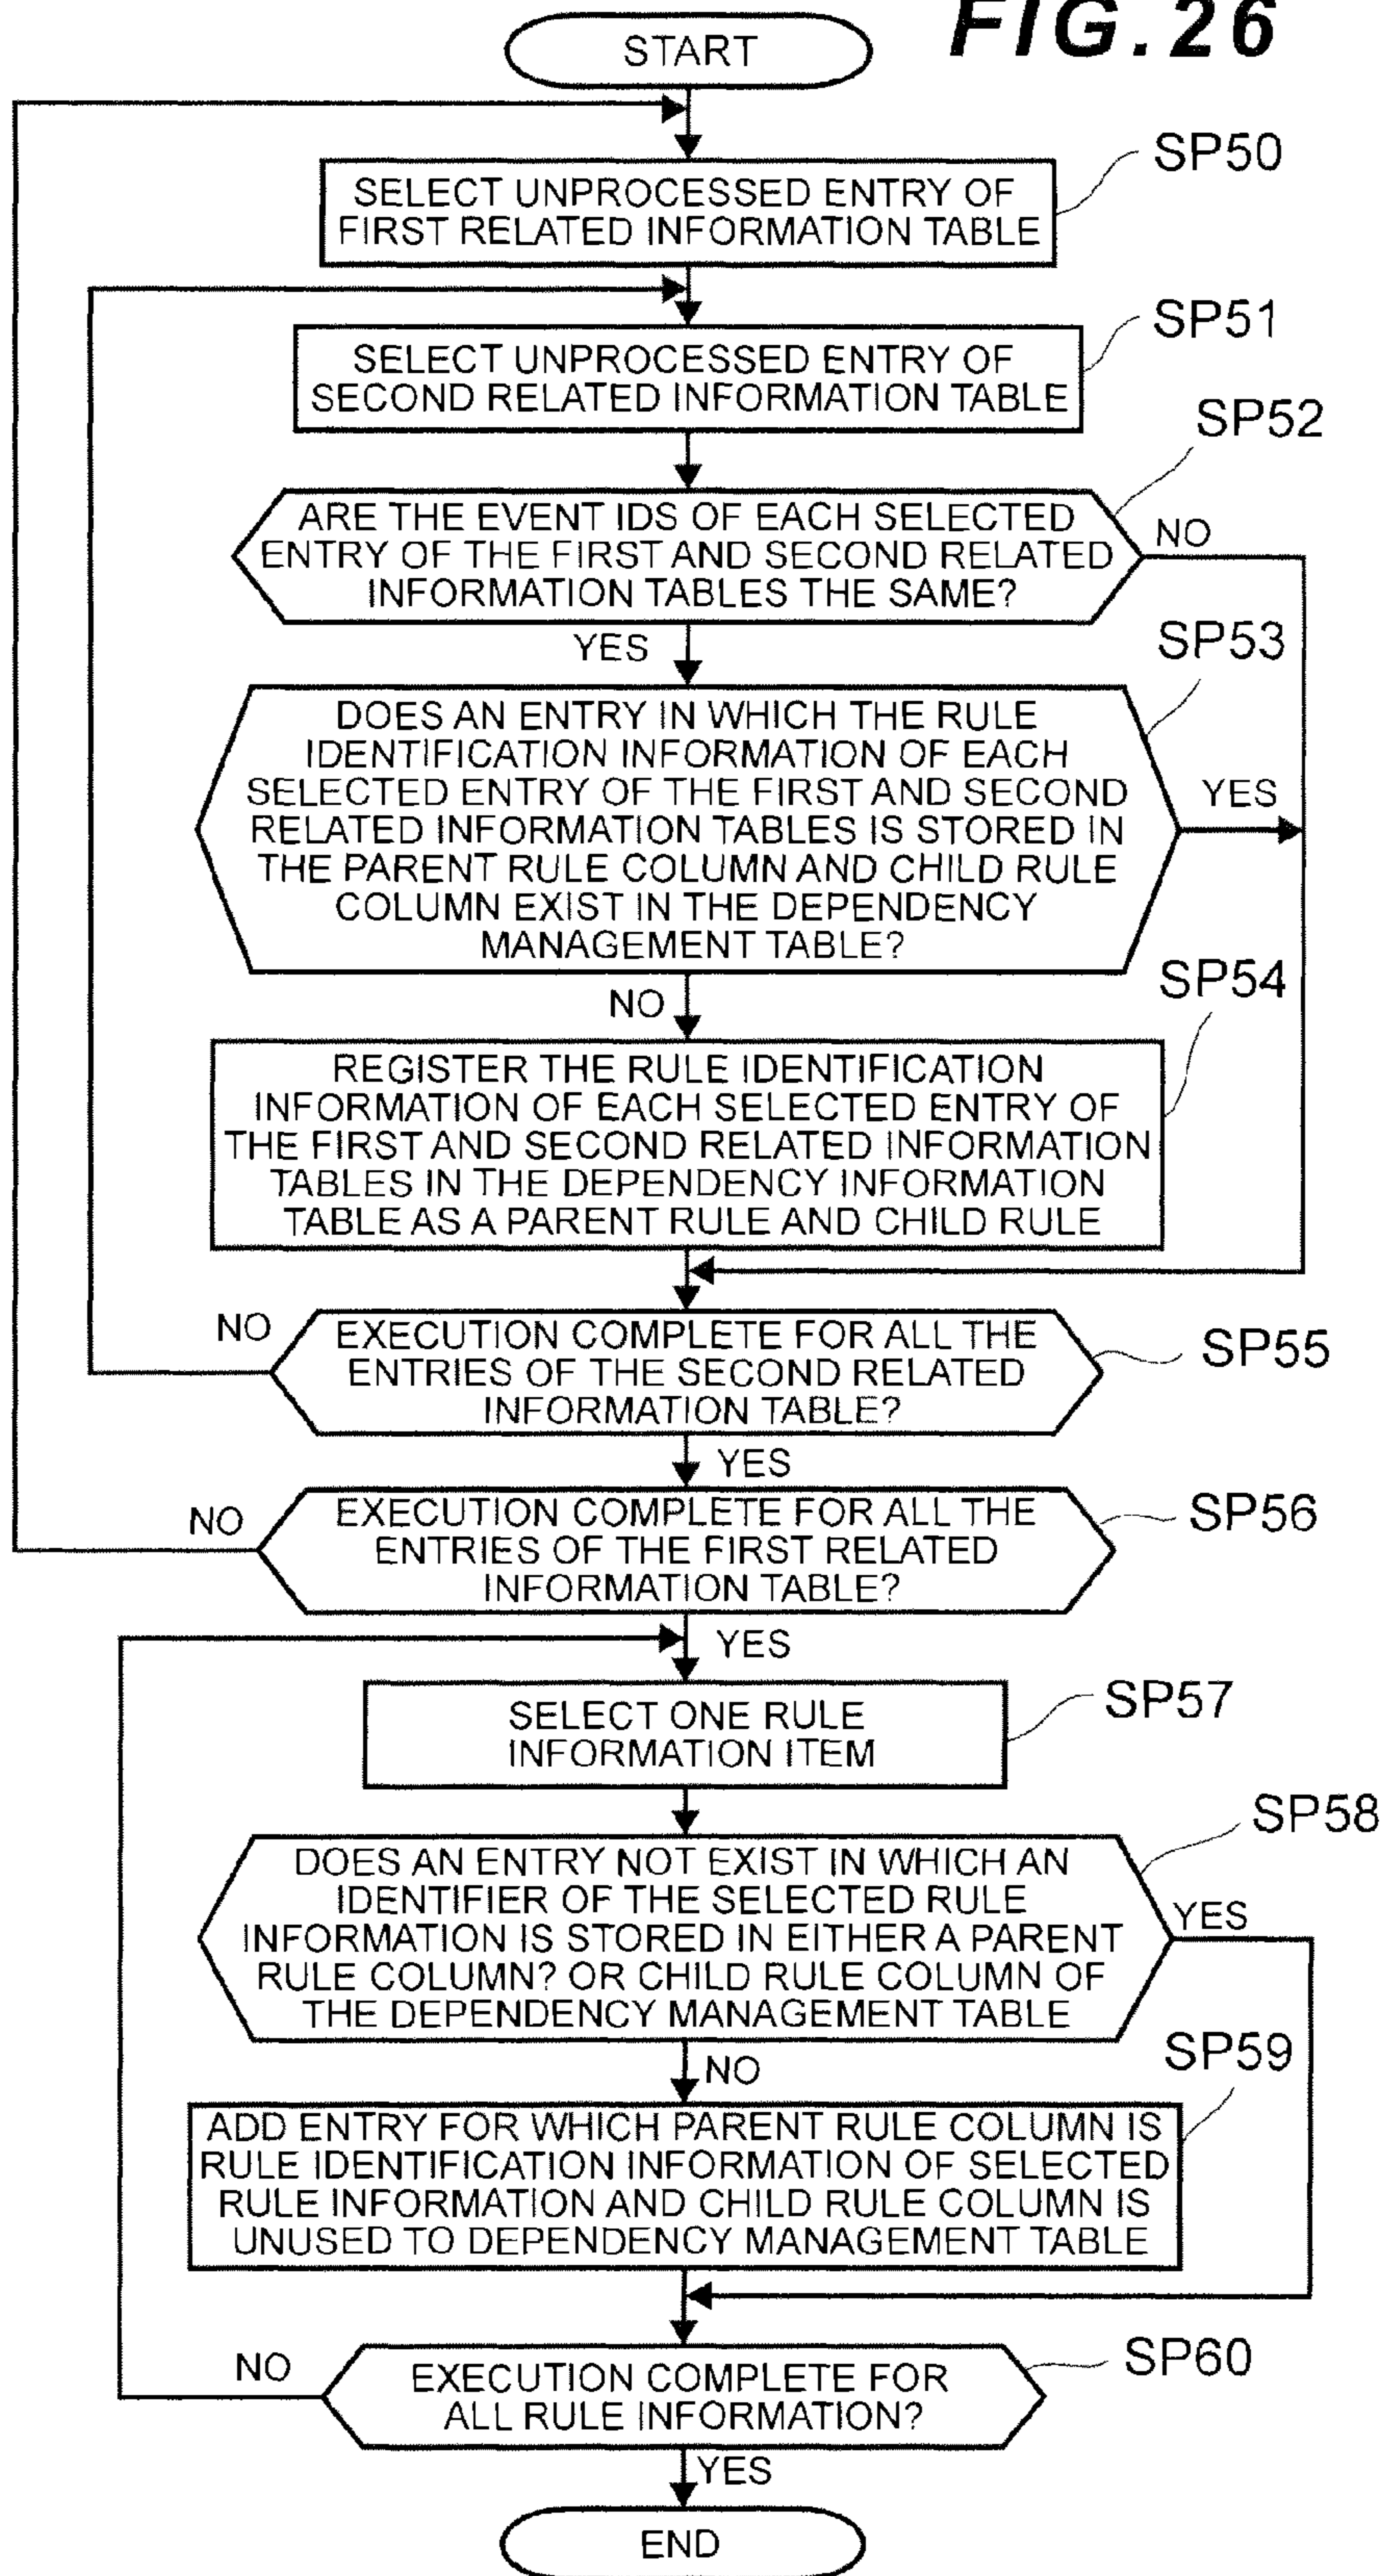 FIG. 26
START
SP50
SELECT UNPROCESSED ENTRY OF
FIRST RELATED INFORMATION TABLE
SP51
SELECT UNPROCESSED ENTRY OF
SECOND RELATED INFORMATION TABLE
SP52
ARE THE EVENT IDS OF EACH SELECTED
ENTRY OF THE FIRST AND SECOND RELATED
INFORMATION TABLES THE SAME?
NO
YES
SP53
DOES AN ENTRY IN WHICH THE RULE
IDENTIFICATION INFORMATION OF EACH
SELECTED ENTRY OF THE FIRST AND SECOND
RELATED INFORMATION TABLES IS STORED IN
THE PARENT RULE COLUMN AND CHILD RULE
COLUMN EXIST IN THE DEPENDENCY
MANAGEMENT TABLE?
YES
NO
SP54
REGISTER THE RULE IDENTIFICATION
INFORMATION OF EACH SELECTED ENTRY OF
THE FIRST AND SECOND RELATED INFORMATION
TABLES IN THE DEPENDENCY INFORMATION
TABLE AS A PARENT RULE AND CHILD RULE
NO
EXECUTION COMPLETE FOR ALL THE
ENTRIES OF THE SECOND RELATED
INFORMATION TABLE?
SP55
YES
NO
EXECUTION COMPLETE FOR ALL THE
ENTRIES OF THE FIRST RELATED
INFORMATION TABLE?
SP56
YES
SP57
SELECT ONE RULE
INFORMATION ITEM
SP58
DOES AN ENTRY NOT EXIST IN WHICH AN
IDENTIFIER OF THE SELECTED RULE
INFORMATION IS STORED IN EITHER A PARENT
RULE COLUMN? OR CHILD RULE COLUMN OF
THE DEPENDENCY MANAGEMENT TABLE
YES
NO
SP59
ADD ENTRY FOR WHICH PARENT RULE COLUMN IS
RULE IDENTIFICATION INFORMATION OF SELECTED
RULE INFORMATION AND CHILD RULE COLUMN IS
UNUSED TO DEPENDENCY MANAGEMENT TABLE
NO
EXECUTION COMPLETE FOR
ALL RULE INFORMATION?
SP60
YES
END